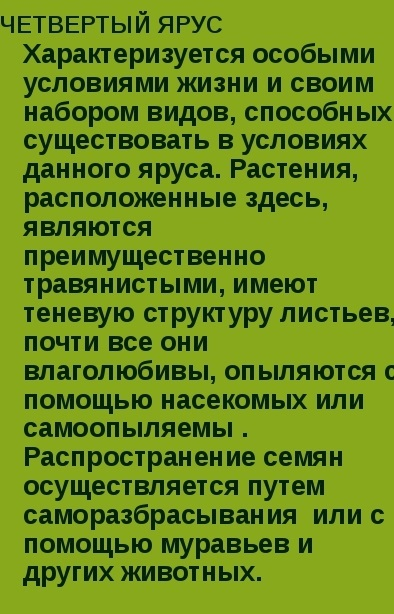 ЧЕТВЕРТЫЙ ЯРУС
Характеризуется особыми
условиями жизни и своим
набором видов, способных
существовать в условиях
данного яруса. Растения,
расположенные здесь,
являются
преимущественно
травянистыми, имеют
теневую структуру листьев,
почти все они
влаголюбивы, опыляются с
помощью насекомых или
самоопыляемы .
Распространение семян
осуществляется путем
саморазбрасывания  или с
помощью муравьев и
других животных.